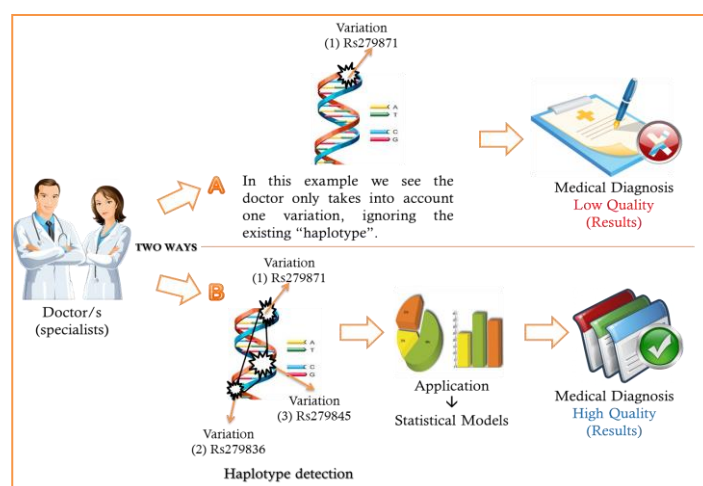 Variation
(1) Rs279871
A
T
C
G
A
In this example we see the
doctor only takes into account
one variation, ignoring the
existing “haplotype”.
Medical Diagnosis
Low Quality
(Results)
TWO WAYS
Doctor/s
(specialists)
B
Variation
(1) Rs279871
A
T
C
G
Variation
(3) Rs279845
Variation
(2) Rs279836
Haplotype detection
Application
↓
Statistical Models
Medical Diagnosis
High Quality
(Results)